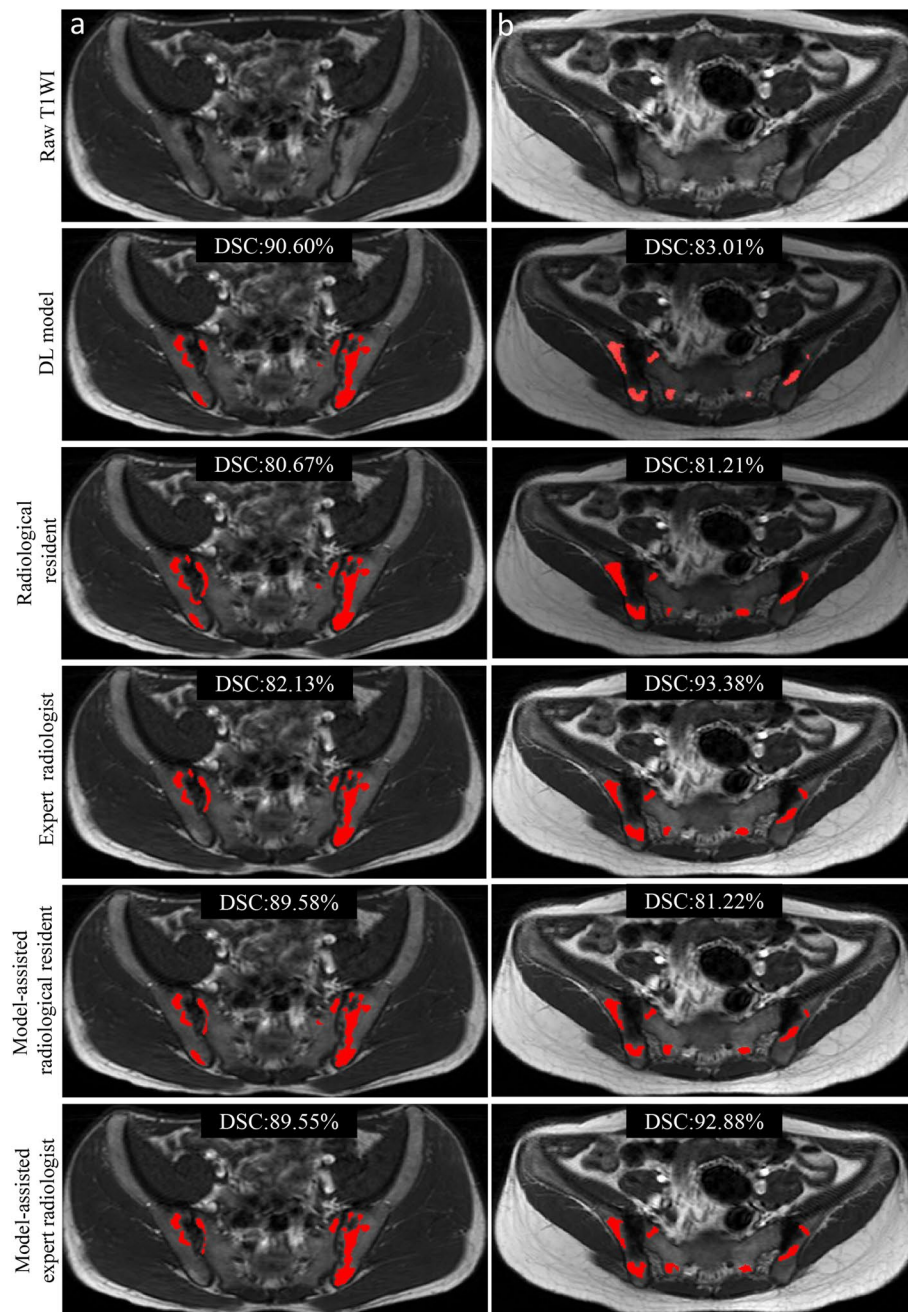 a
b
Raw T1WI
DL model
DSC:90.60%
DSC:83.01%
Radiological
resident
DSC:80.67%
DSC:81.21%
Expert radiologist
DSC:82.13%
DSC:93.38%
Model-assisted
radiological resident
DSC:89.58%
DSC:81.22%
Model-assisted
expert radiologist
DSC:89.55%
DSC:92.88%